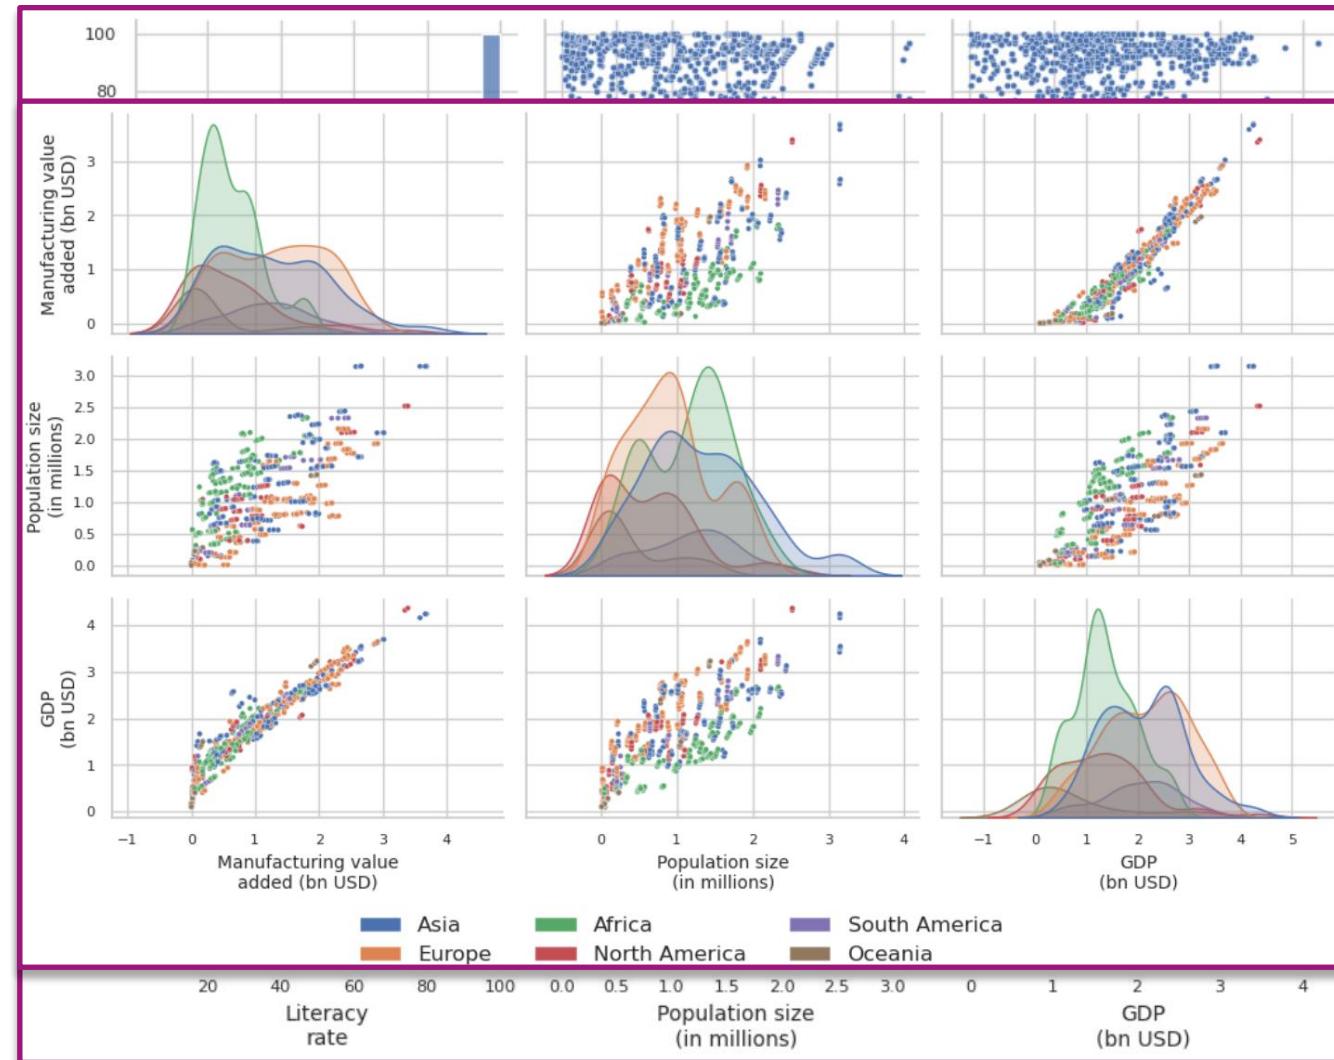 100
80
Manufacturing value
added (bn USD)
3
2
1
0
Population size
(in millions)
3.0
2.5
2.0
1.5
1.0
0.5
0.0
GDP
(bn USD)
4
3
2
1
0
−1 0 1 2 3 4
0 1 2 3 4
−1 0 1 2 3 4 5
Manufacturing value
added (bn USD)
Population size
(in millions)
GDP
(bn USD)
Asia Africa South America
Europe North America Oceania
20 40 60 80 100
0.0 0.5 1.0 1.5 2.0 2.5 3.0
0 1 2 3 4
Literacy
rate
Population size
(in millions)
GDP
(bn USD)